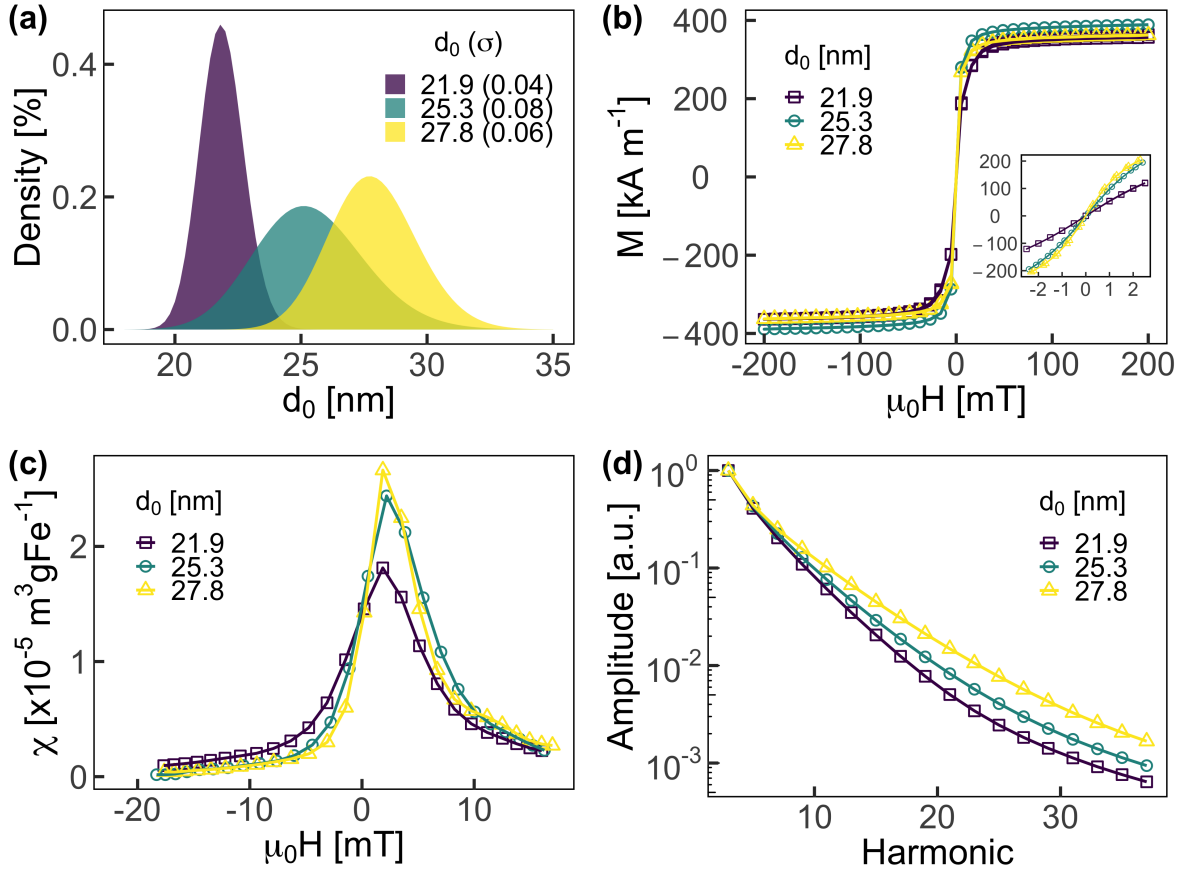 (a)
d0 (σ)
21.9 (0.04)
25.3 (0.08)
27.8 (0.06)
Density [%]
0.4
0.2
0.0
20 25 30 35
d0 [nm]
(b)
d0 [nm]
21.9
25.3
27.8
M [kA m-1]
400
200
0
−200
−400
200
100
0
−100
−200
-2 -1 0 1 2
-200 -100 0 100 200
μ0H [mT]
(c)
d0 [nm]
21.9
25.3
27.8
χ [x10-5 m3gFe-1]
2
1
0
-20 -10 0 10
μ0H [mT]
(d)
d0 [nm]
21.9
25.3
27.8
Amplitude [a.u.]
10^0
10^-1
10^-2
10^-3
10 20 30
Harmonic